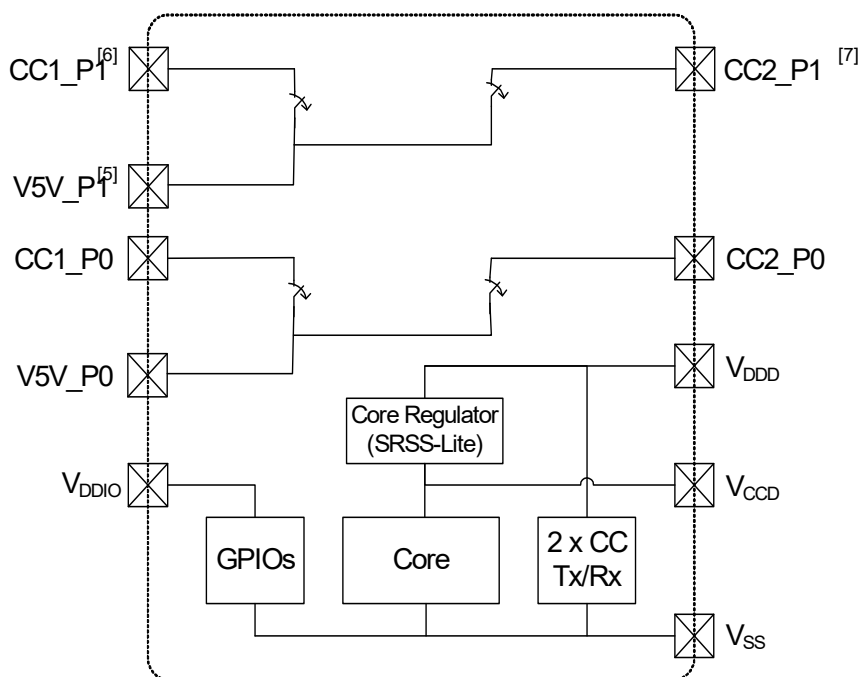 CC1_P1[6]
CC2_P1 [7]
V5V_P1[5]
CC1_P0
CC2_P0
V5V_P0
VDDD
Core Regulator
(SRSS-Lite)
VDDIO
VCCD
GPIOs
Core
2 x CC
Tx/Rx
VSS